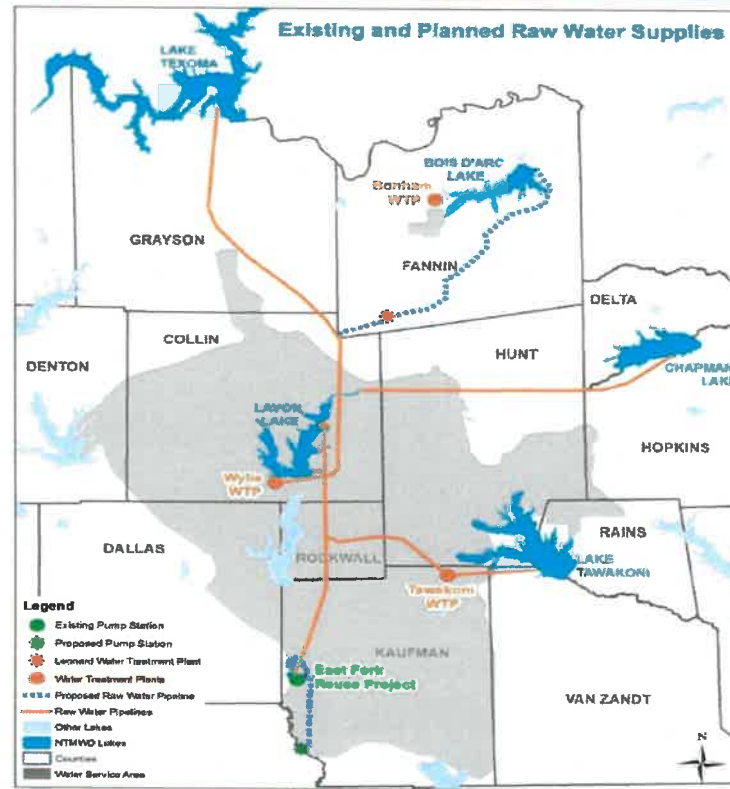 Existing and Planned Raw Water Supplies
LAKE
TEXOMA
BOIS D'ARC
LAKE
Bonham
WTP
GRAYSON
FANNIN
DELTA
COLLIN
HUNT
DENTON
CHAPMAN
LAKE
LAVON
LAKE
HOPKINS
Wylie
WTP
DALLAS
ROCKWALL
RAINS
LAKE
TAWAKONI
Tawakoni
WTP
Legend
Existing Pump Station
Proposed Pump Station
Leonard Water Treatment Plant
Water Treatment Plants
Proposed Raw Water Pipeline
Raw Water Pipelines
Other Lakes
NTMWD Lakes
Counties
Water Service Area
KAUFMAN
East Fork
Reuse Project
VAN ZANDT
N